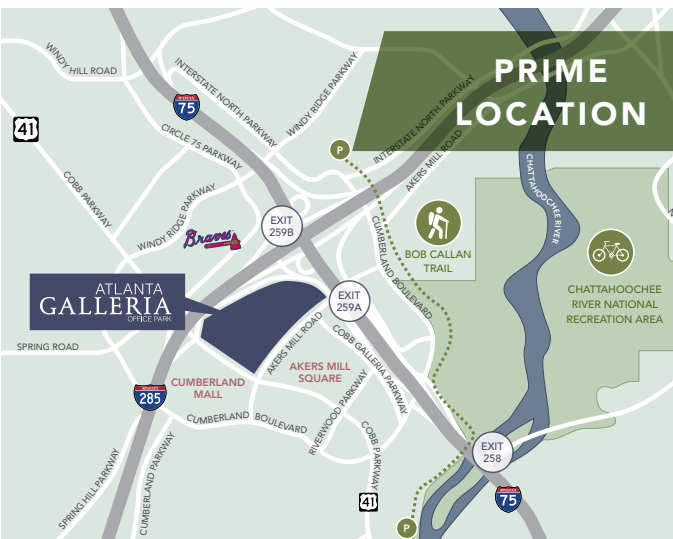 PRIME
LOCATION
WINDY HILL ROAD
INTERSTATE
75
INTERSTATE NORTH PARKWAY
WINDY RIDGE PARKWAY
INTERSTATE NORTH PARKWAY
41
CIRCLE 75 PARKWAY
P
AKERS MILL ROAD
CHATTAHOOCHEE RIVER
COBB PARKWAY
WINDY RIDGE PARKWAY
Braves
EXIT
259B
CUMBERLAND BOULEVARD
BOB CALLAN
TRAIL
CHATTAHOOCHEE
RIVER NATIONAL
RECREATION AREA
ATLANTA
GALLERIA
OFFICE PARK
EXIT
259A
SPRING ROAD
AKERS MILL ROAD
COBB GALLERIA PARKWAY
AKERS MILL
SQUARE
CUMBERLAND
MALL
285
CUMBERLAND BOULEVARD
RIVERWOOD PARKWAY
COBB PARKWAY
EXIT
258
SPRING HILL PARKWAY
CUMBERLAND PARKWAY
41
75
P